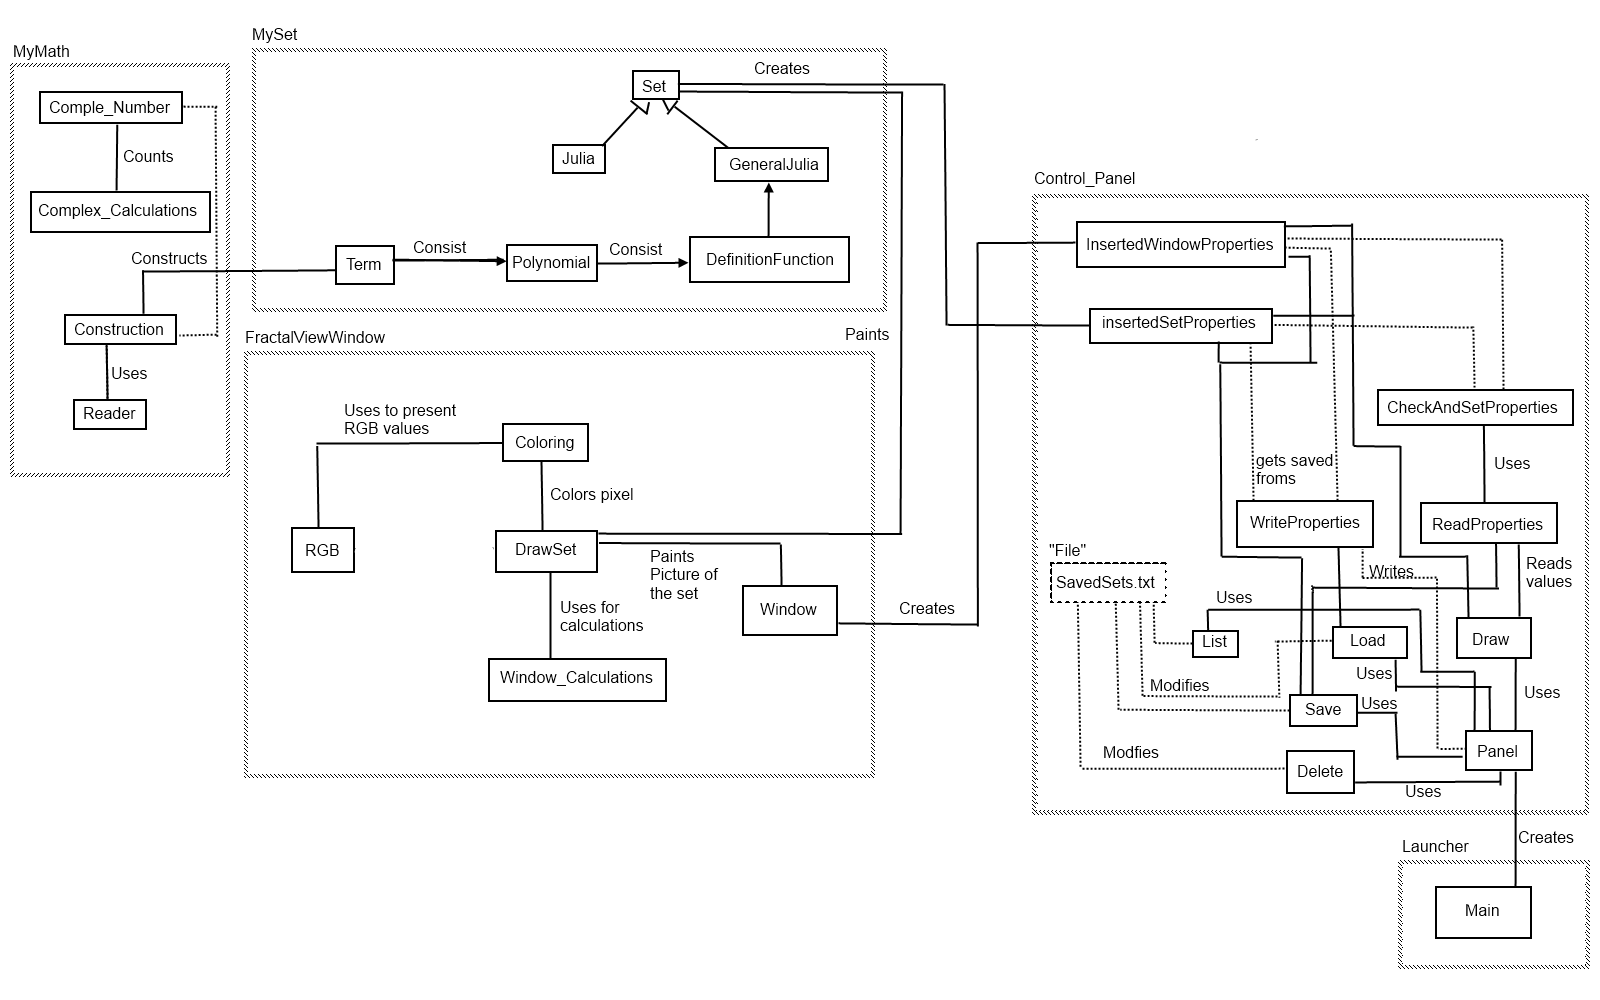 MySet
MyMath
Creates
Set
Comple_Number
Counts
Julia
GeneralJulia
Complex_Calculations
Constructs
Term
Consist
Polynomial
Consist
DefinitionFunction
Construction
Uses
Reader
FractalViewWindow
Paints
Uses to present
RGB values
Coloring
Colors pixel
RGB
DrawSet
Paints
Picture of
the set
Uses for
calculations
Window
Creates
Window_Calculations
Control_Panel
InsertedWindowProperties
insertedSetProperties
CheckAndSetProperties
gets saved
froms
Uses
WriteProperties
ReadProperties
"File"
SavedSets.txt
Writes
Reads
values
Uses
List
Load
Draw
Uses
Modifies
Uses
Save
Uses
Modfies
Panel
Delete
Uses
Creates
Launcher
Main